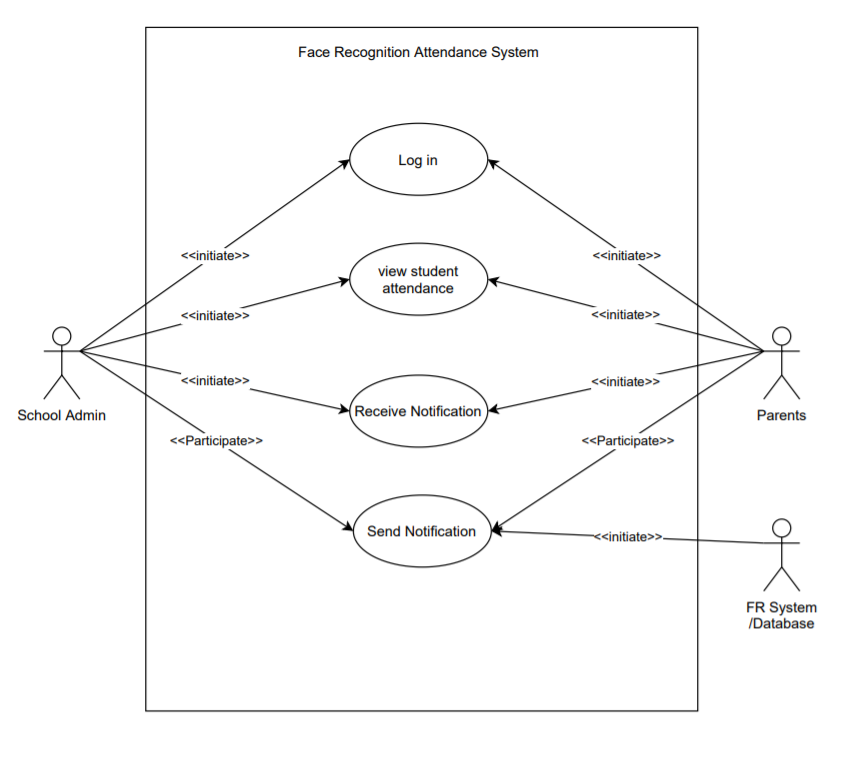 Face Recognition Attendance System
Log in
<<initiate>>
<<initiate>>
view student
attendance
<<initiate>>
<<initiate>>
School Admin
Parents
<<initiate>>
<<initiate>>
Receive Notification
<<Participate>>
<<Participate>>
Send Notification
<<initiate>>
FR System
/Database